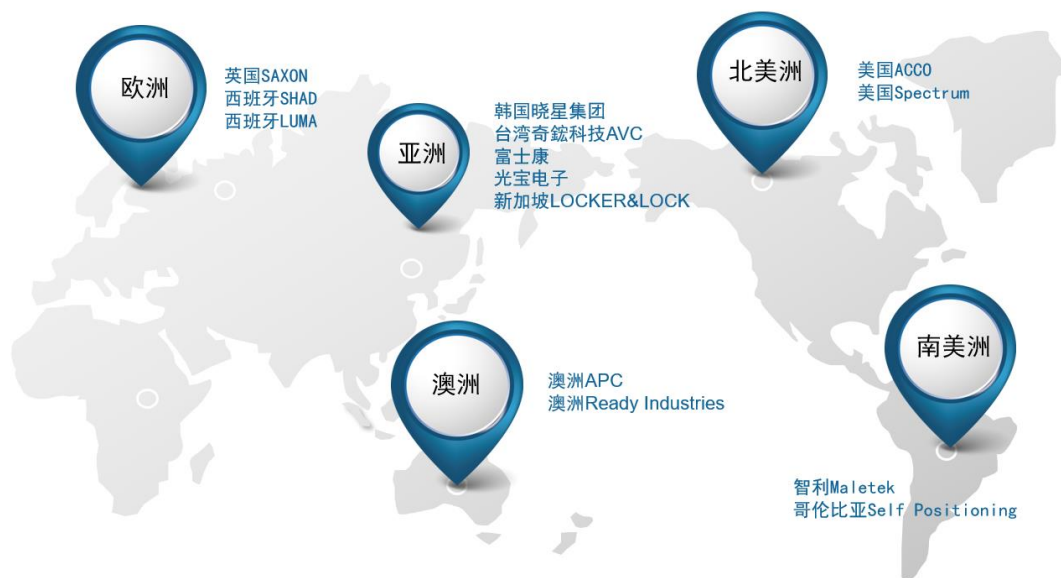 欧洲
英国SAXON
西班牙SHAD
西班牙LUMA
亚洲
韩国晓星集团
台湾奇鋐科技AVC
富士康
光宝电子
新加坡LOCKER&LOCK
北美洲
美国ACCO
美国Spectrum
澳洲
澳洲APC
澳洲Ready Industries
南美洲
智利Maletek
哥伦比亚Self Positioning